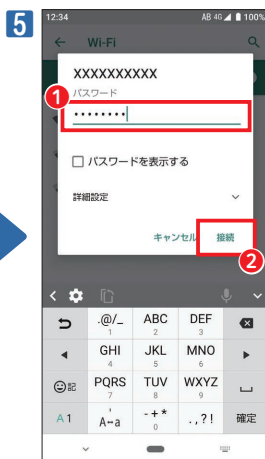 5
12:34 AB 4G 100%
Wi-Fi
XXXXXXXXXX
1
パスワード
••••••••
パスワードを表示する
詳細設定
キャンセル 接続
2
.@/_ ABC DEF
1 2 3
GHI JKL MNO
4 5 6
記 PQRS TUV WXYZ
7 8 9
A1 A↔a - + * . , ? ! 確定
0